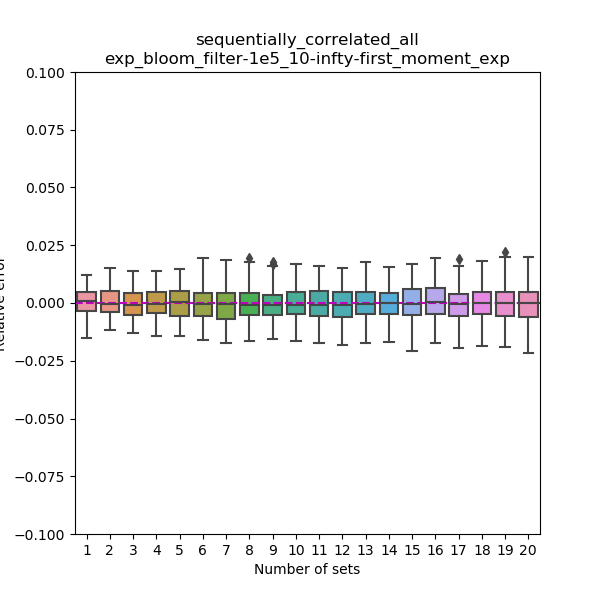 sequentially_correlated_all
exp_bloom_filter-1e5_10-infty-first_moment_exp
0.100
0.075
0.050
0.025
0.000
−0.025
−0.050
−0.075
−0.100
Relative error
1 2 3 4 5 6 7 8 9 10 11 12 13 14 15 16 17 18 19 20
Number of sets